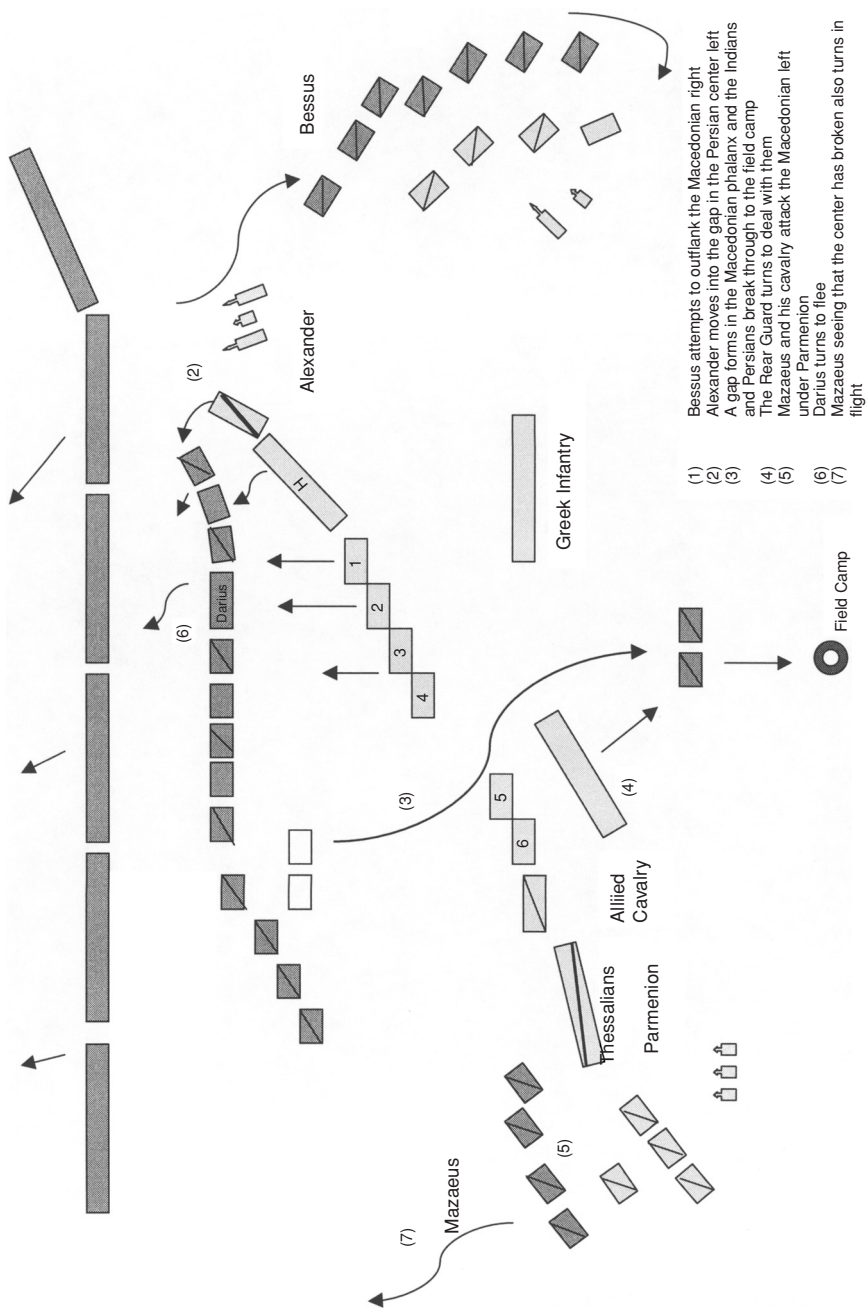 Bessus
(2)
Alexander
H
Darius
(6)
1
2
3
4
Greek Infantry
(3)
5
6
(4)
Alliied
Cavalry
Thessalians
Parmenion
(5)
Mazaeus
(7)
Field Camp
(1) Bessus attempts to outflank the Macedonian right
(2) Alexander moves into the gap in the Persian center left
(3) A gap forms in the Macedonian phalanx and the Indians
and Persians break through to the field camp
(4) The Rear Guard turns to deal with them
(5) Mazaeus and his cavalry attack the Macedonian left
under Parmenion
(6) Darius turns to flee
(7) Mazaeus seeing that the center has broken also turns in
flight